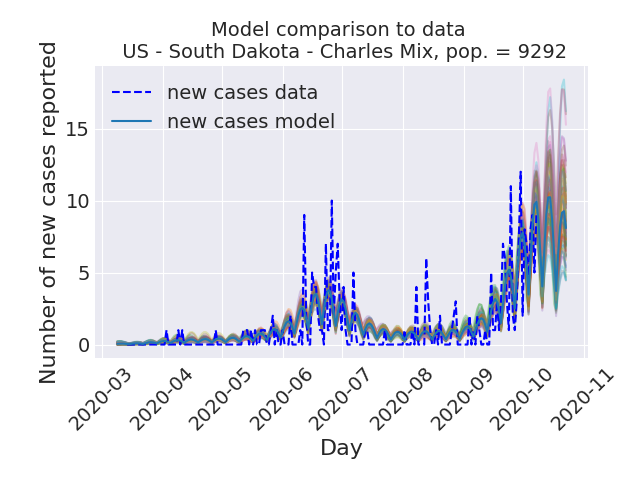 Model comparison to data
US - South Dakota - Charles Mix, pop. = 9292
new cases data
new cases model
Number of new cases reported
15
10
5
0
2020-03
2020-04
2020-05
2020-06
2020-07
2020-08
2020-09
2020-10
2020-11
Day